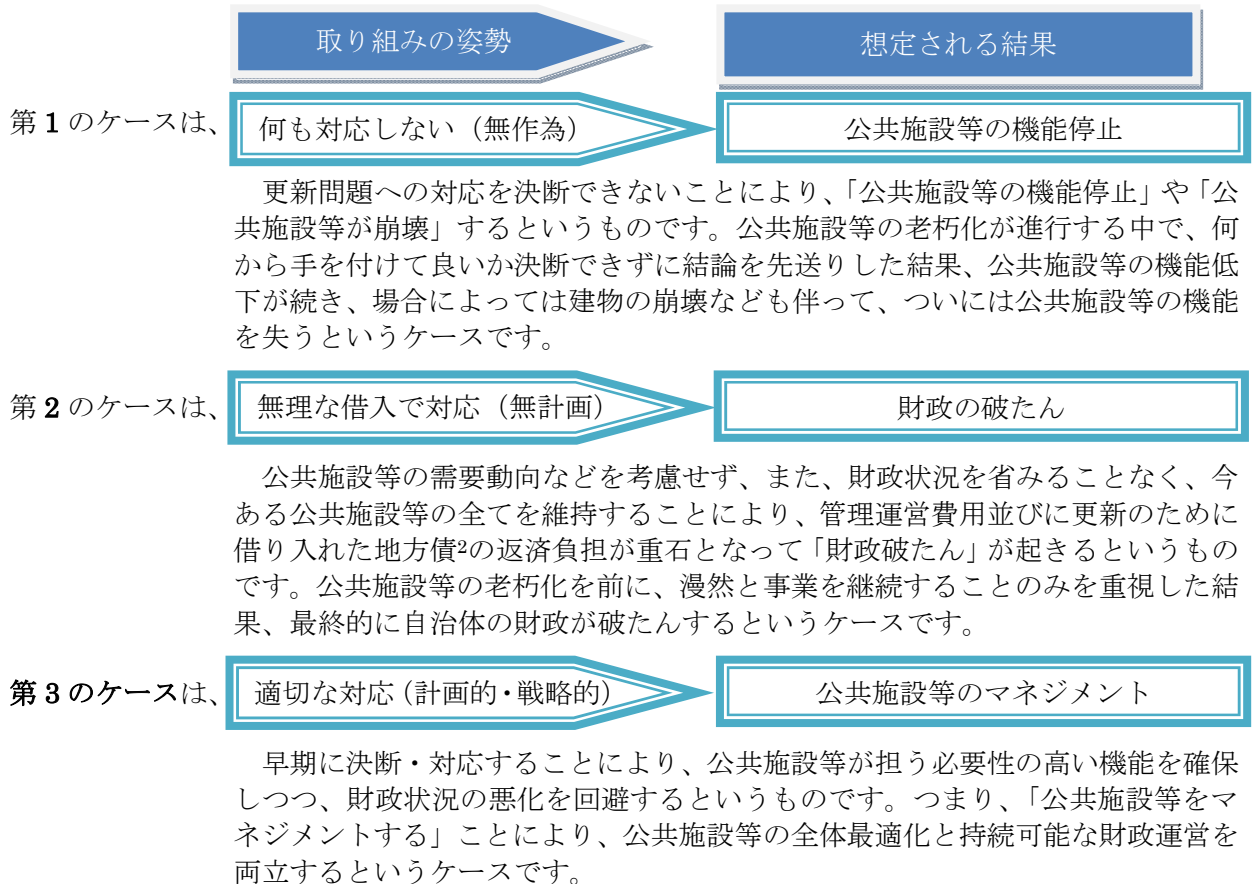 取り組みの姿勢
想定される結果
第1のケースは、 何も対応しない（無作為） 公共施設等の機能停止
更新問題への対応を決断できないことにより、「公共施設等の機能停止」や「公
共施設等が崩壊」するというものです。公共施設等の老朽化が進行する中で、何
から手を付けて良いか決断できずに結論を先送りした結果、公共施設等の機能低
下が続き、場合によっては建物の崩壊なども伴って、ついには公共施設等の機能
を失うというケースです。
第2のケースは、 無理な借入で対応（無計画） 財政の破たん
公共施設等の需要動向などを考慮せず、また、財政状況を省みることなく、今
ある公共施設等の全てを維持することにより、管理運営費用並びに更新のために
借り入れた地方債²の返済負担が重石となって「財政破たん」が起きるというもの
です。公共施設等の老朽化を前に、漫然と事業を継続することのみを重視した結
果、最終的に自治体の財政が破たんするというケースです。
第3のケースは、 適切な対応（計画的・戦略的） 公共施設等のマネジメント
早期に決断・対応することにより、公共施設等が担う必要性の高い機能を確保
しつつ、財政状況の悪化を回避するというものです。つまり、「公共施設等をマ
ネジメントする」ことにより、公共施設等の全体最適化と持続可能な財政運営を
両立するというケースです。